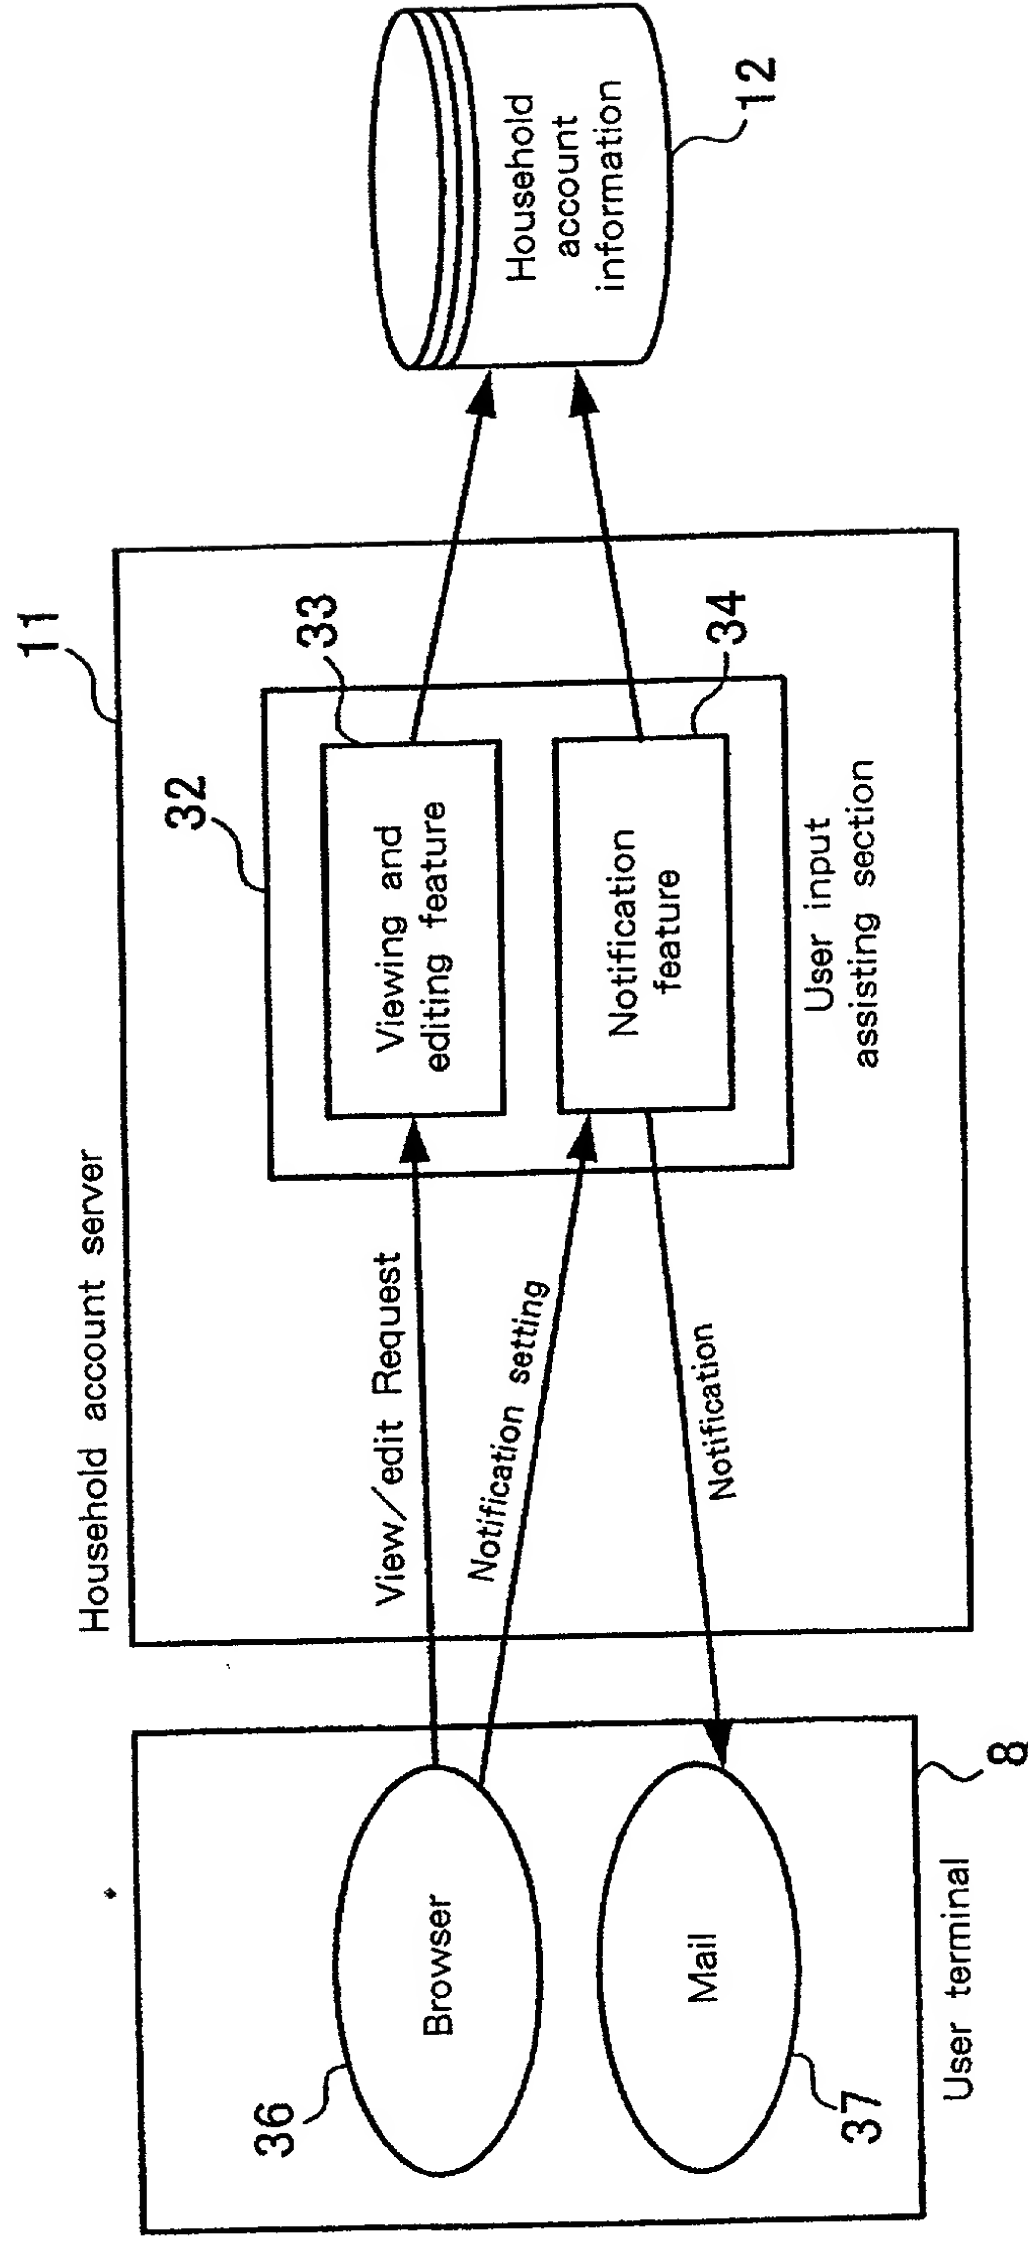 Household account server
11
32
33
Viewing and
editing feature
34
Notification
feature
User input
assisting section
View/edit Request
Notification setting
Notification
Household
account
information
12
36
Browser
Mail
37
8
User terminal